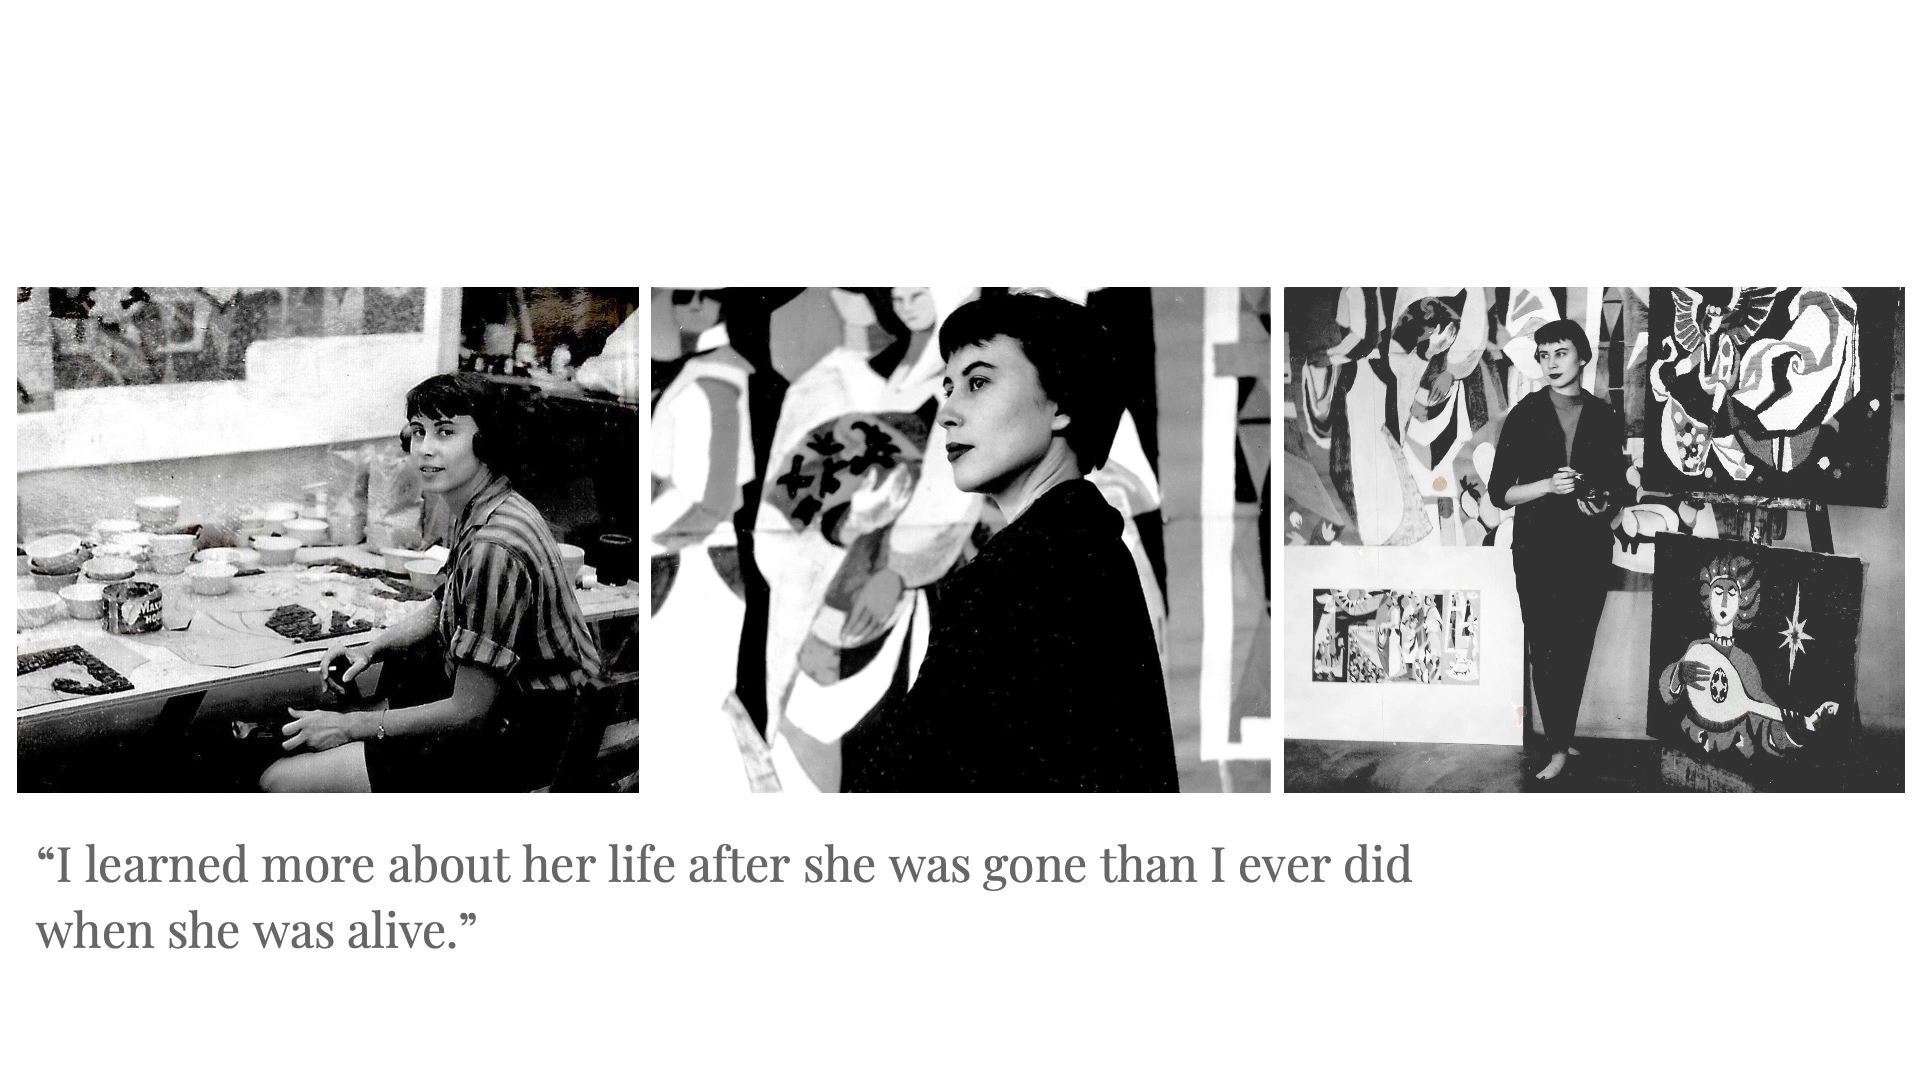 “I learned more about her life after she was gone than I ever did
when she was alive.”